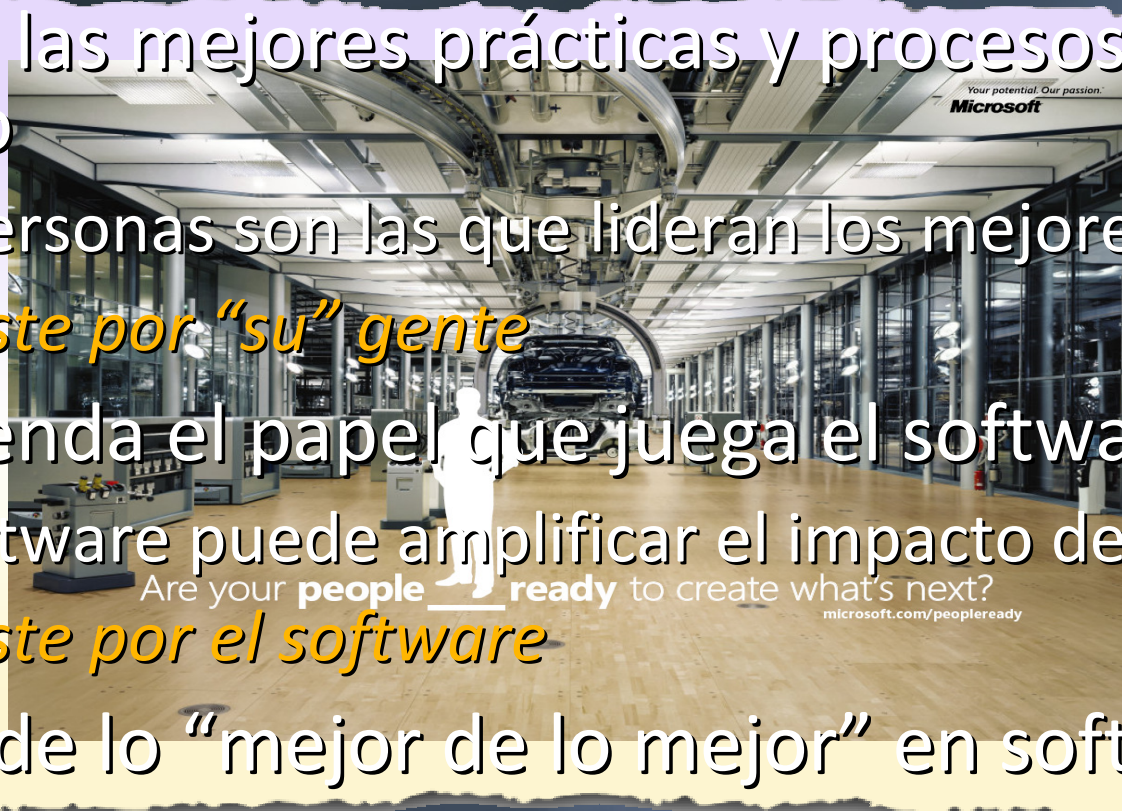 las mejores prácticas y procesos
Your potential. Our passion.
Microsoft
o
ersonas son las que lideran los mejore
ste por “su” gente
enda el papel que juega el softwa
tware puede amplificar el impacto de
Are your people ready to create what's next?
microsoft.com/peopleready
ste por el software
de lo “mejor de lo mejor” en soft